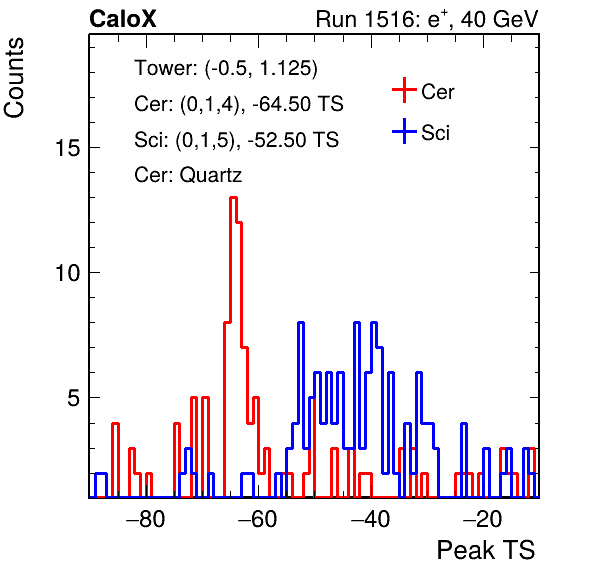 CaloX Run 1516: e+, 40 GeV
Counts
Tower: (-0.5, 1.125)
Cer: (0,1,4), -64.50 TS
Sci: (0,1,5), -52.50 TS
Cer: Quartz
Cer
Sci
15
10
5
−80 −60 −40 −20
Peak TS